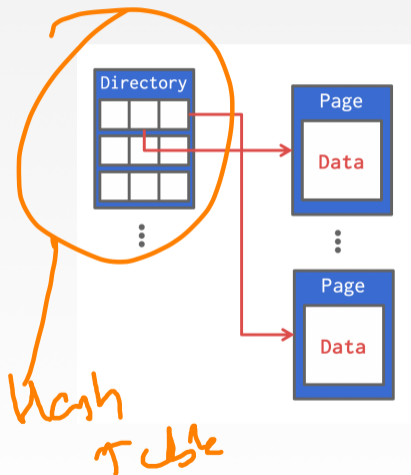 Directory
Page
Data
Page
Data
Hash
Table